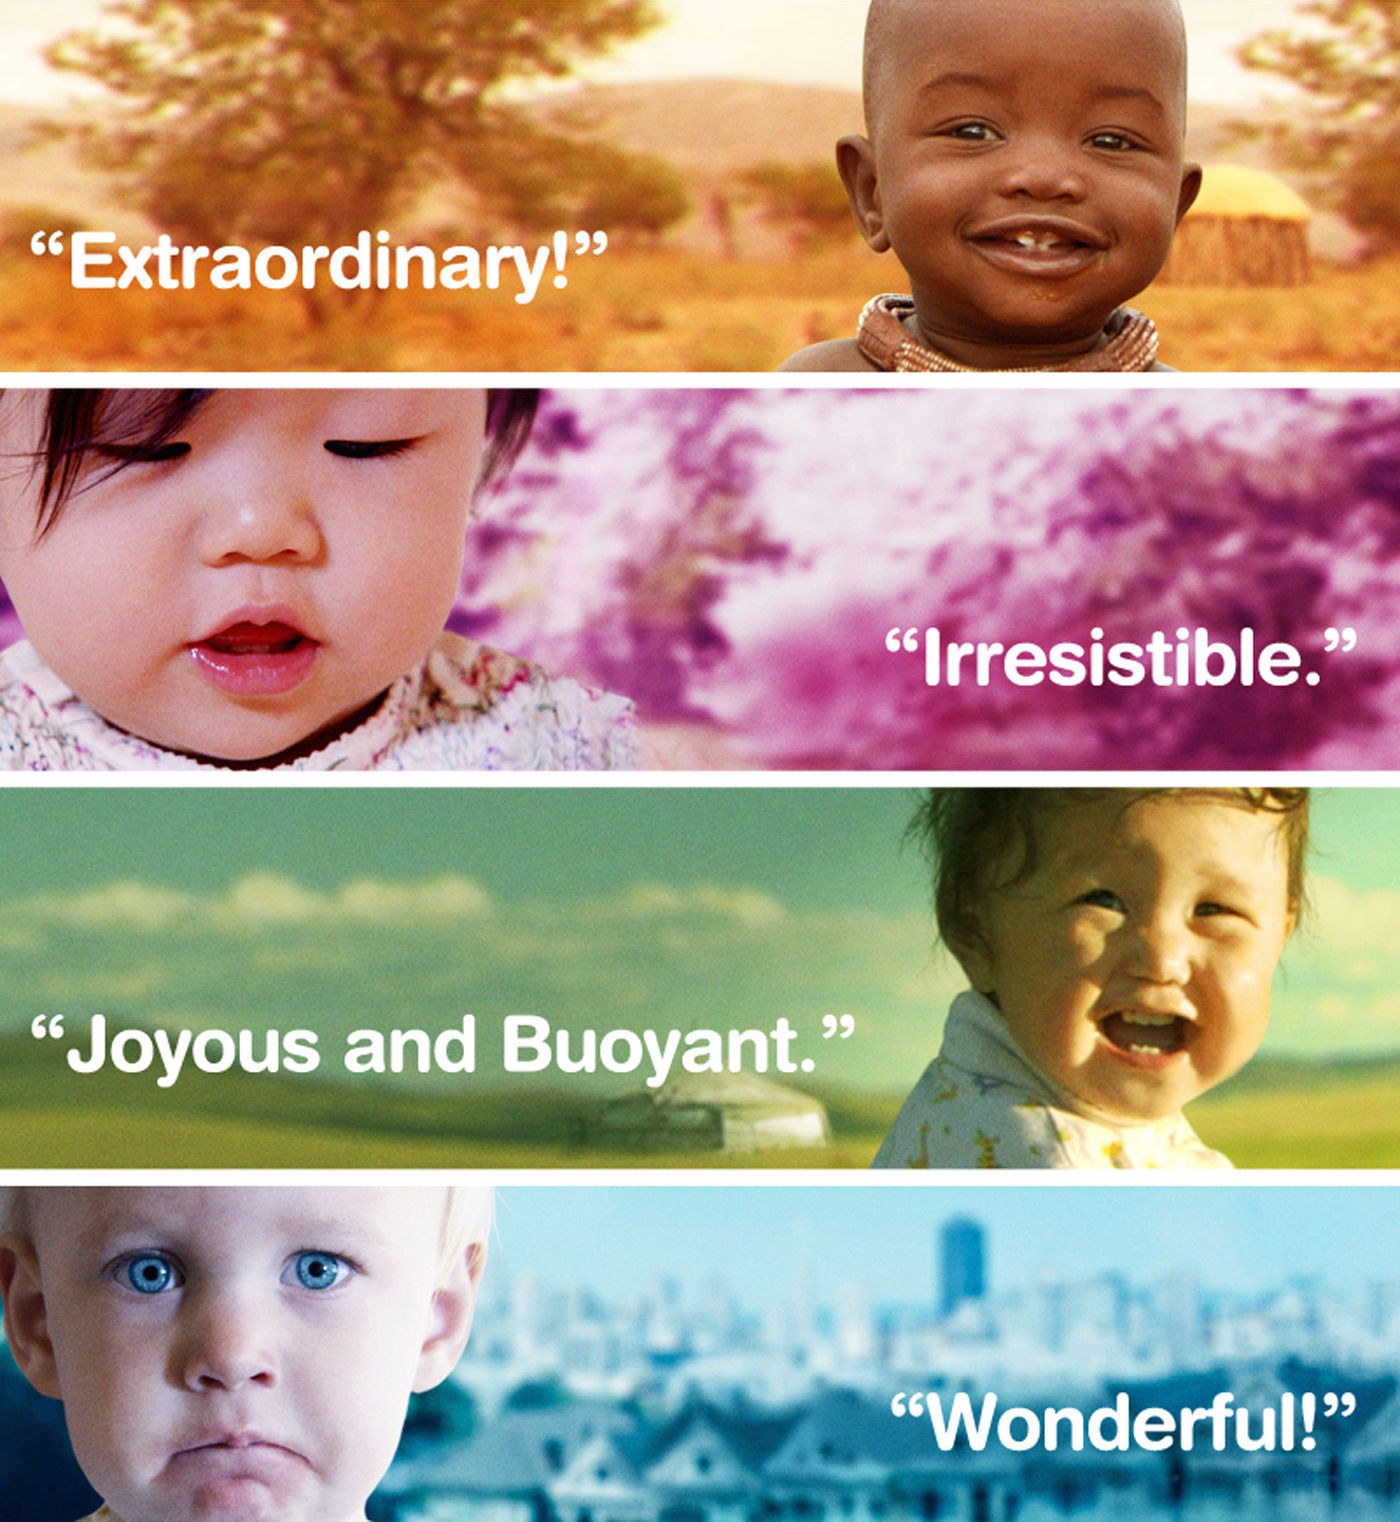 “Extraordinary!”
“Irresistible.”
“Joyous and Buoyant.”
“Wonderful!”